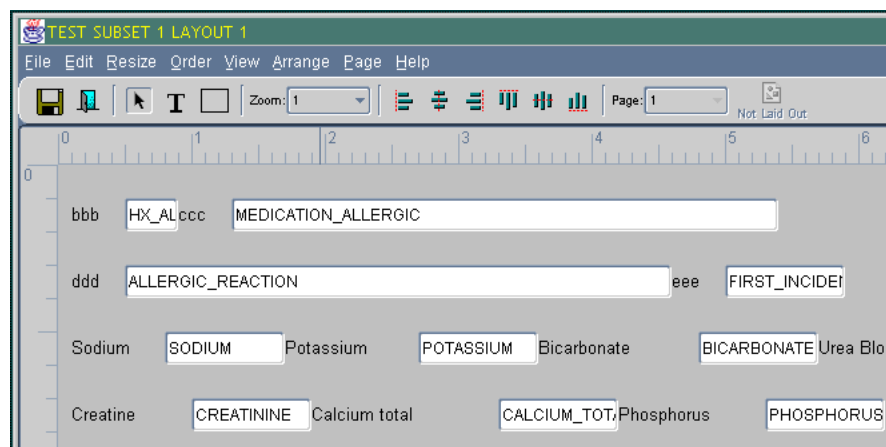 TEST SUBSET 1 LAYOUT 1
File Edit Resize Order View Arrange Page Help
T Zoom: 1 Page: 1 Not Laid Out
0 1 2 3 4 5 6
0
bbb HX_AL ccc MEDICATION_ALLERGIC
ddd ALLERGIC_REACTION eee FIRST_INCIDE
Sodium SODIUM Potassium POTASSIUM Bicarbonate BICARBONATE Urea Blo
Creatine CREATININE Calcium total CALCIUM_TOT Phosphorus PHOSPHORUS